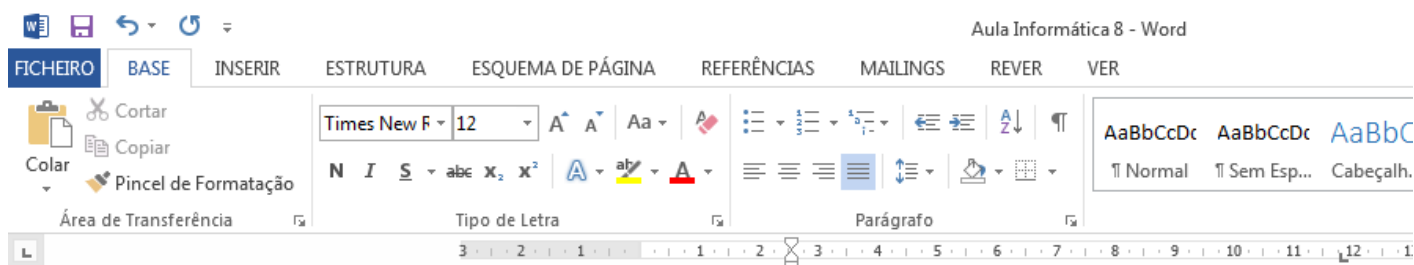 Aula Informática 8 - Word
FICHEIRO BASE INSERIR ESTRUTURA ESQUEMA DE PÁGINA REFERÊNCIAS MAILINGS REVER VER
Colar
Cortar
Copiar
Pincel de Formatação
Área de Transferência
Times New R 12 A A Aa
N I S abc X₂ X² A ab A
Tipo de Letra
Parágrafo
AaBbCcDc AaBbCcDc AaBbC
¶ Normal ¶ Sem Esp... Cabeçalh.
L 3 2 1 1 2 3 4 5 6 7 8 9 10 11 12